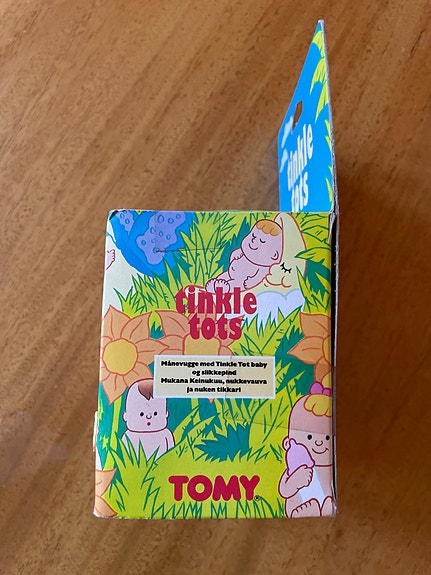 tinkle
tots
tinkle
tots
Månevugge med Tinkle Tot baby
og slikkepind
Mukana Keinukuu, nukkevauva
ja nuken tikkari
TOMY®